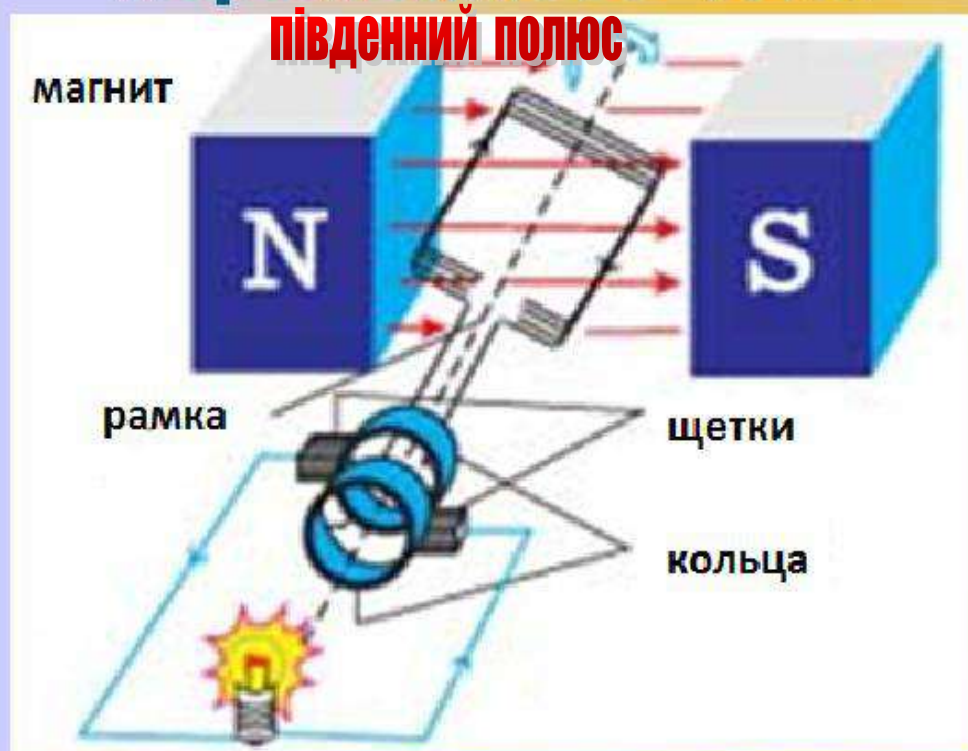 південний полюс
магнит
N
S
рамка
щетки
кольца